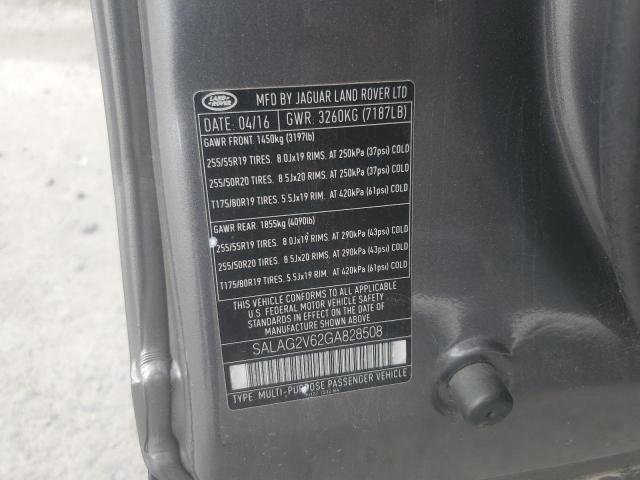 LAND ROVER
MFD BY JAGUAR LAND ROVER LTD
DATE: 04/16 GWR: 3260KG (7187LB)
GAWR FRONT: 1450kg (3197lb)
255/55R19 TIRES. 8.0Jx19 RIMS. AT 250kPa (37psi) COLD
255/50R20 TIRES. 8.5Jx20 RIMS. AT 250kPa (37psi) COLD
T175/80R19 TIRES. 5.5Jx19 RIM. AT 420kPa (61psi) COLD
GAWR REAR: 1855kg (4090lb)
255/55R19 TIRES. 8.0Jx19 RIMS. AT 290kPa (43psi) COLD
255/50R20 TIRES. 8.5Jx20 RIMS. AT 290kPa (43psi) COLD
T175/80R19 TIRES. 5.5Jx19 RIM. AT 420kPa (61psi) COLD
THIS VEHICLE CONFORMS TO ALL APPLICABLE
U.S. FEDERAL MOTOR VEHICLE SAFETY
STANDARDS IN EFFECT ON THE DATE OF
MANUFACTURE SHOWN ABOVE
SALAG2V62GA828508
TYPE: MULTI-PURPOSE PASSENGER VEHICLE